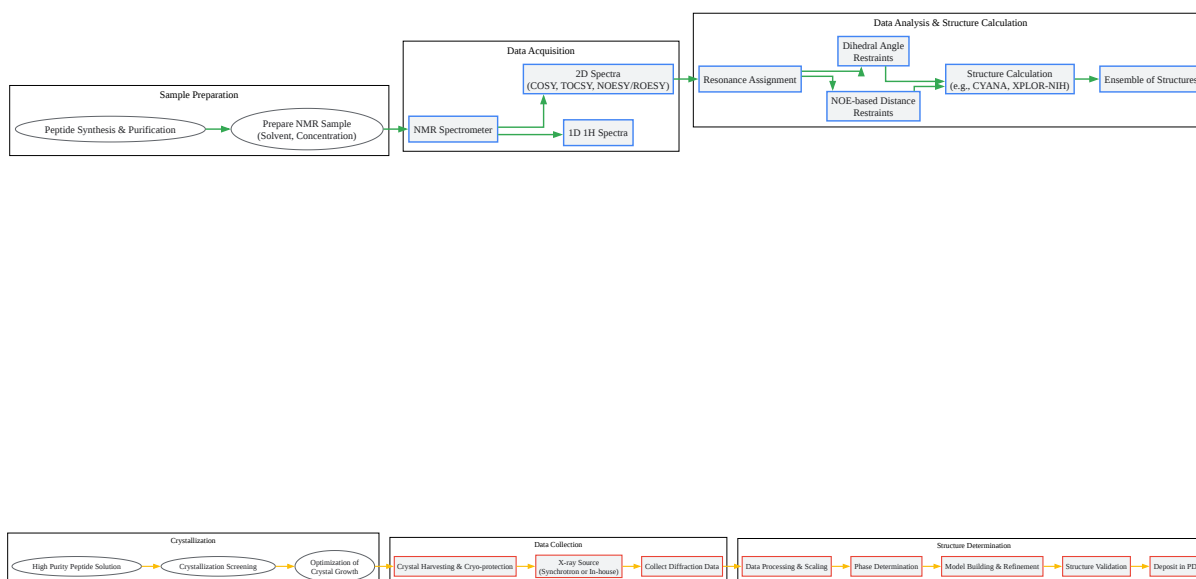 Sample Preparation
Peptide Synthesis & Purification
Prepare NMR Sample
(Solvent, Concentration)
Data Acquisition
NMR Spectrometer
2D Spectra
(COSY, TOCSY, NOESY/ROESY)
1D 1H Spectra
Data Analysis & Structure Calculation
Resonance Assignment
Dihedral Angle
Restraints
NOE-based Distance
Restraints
Structure Calculation
(e.g., CYANA, XPLOR-NIH)
Ensemble of Structures
Crystallization
High Purity Peptide Solution
Crystallization Screening
Optimization of
Crystal Growth
Data Collection
Crystal Harvesting & Cryo-protection
X-ray Source
(Synchrotron or In-house)
Collect Diffraction Data
Structure Determination
Data Processing & Scaling
Phase Determination
Model Building & Refinement
Structure Validation
Deposit in PD